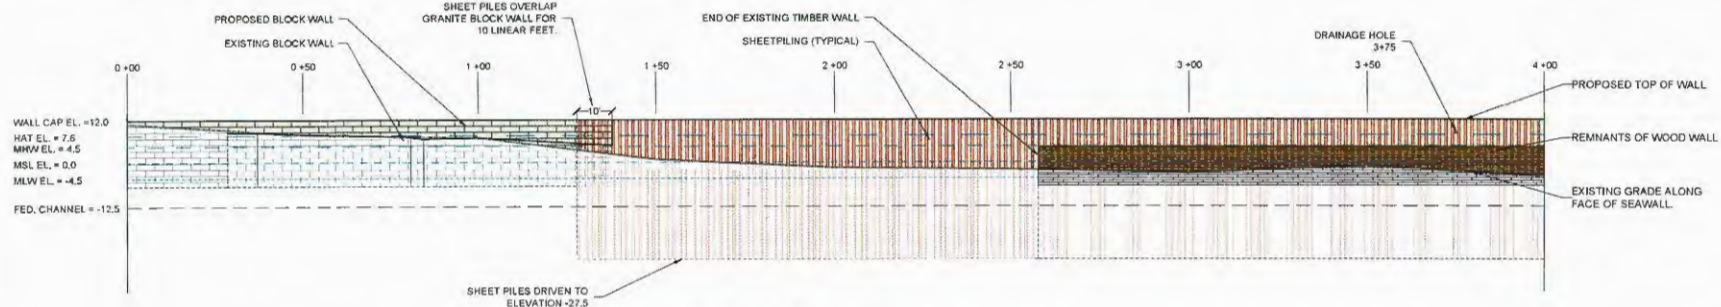 SHEET PILES OVERLAP
GRANITE BLOCK WALL FOR
10 LINEAR FEET.
PROPOSED BLOCK WALL
EXISTING BLOCK WALL
END OF EXISTING TIMBER WALL
SHEETPILING (TYPICAL)
DRAINAGE HOLE
3+75
0 +00
0 +50
1 +00
1 +50
2 +00
2 +50
3 +00
3 +50
4 +00
PROPOSED TOP OF WALL
10'
WALL CAP EL. =12.0
HAT EL. = 7.6
MHW EL. = 4.5
MSL EL. = 0.0
MLW EL. = -4.5
FED. CHANNEL = -12.5
REMNANTS OF WOOD WALL
EXISTING GRADE ALONG
FACE OF SEAWALL.
SHEET PILES DRIVEN TO
ELEVATION -27.5